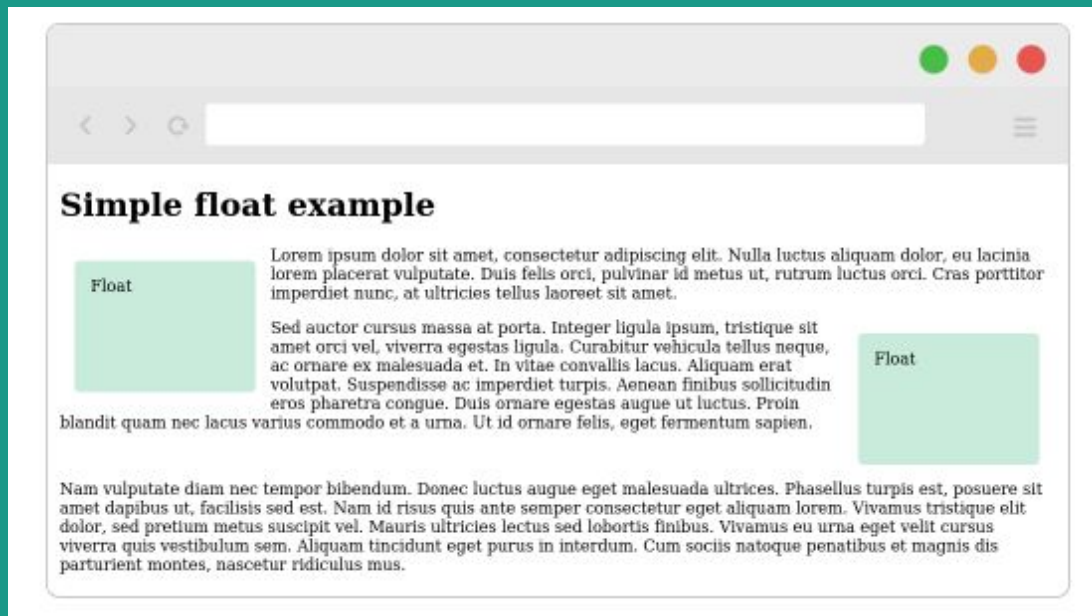 Simple float example
Lorem ipsum dolor sit amet, consectetur adipiscing elit. Nulla luctus aliquam dolor, eu lacinia
lorem placerat vulputate. Duis felis orci, pulvinar id metus ut, rutrum luctus orci. Cras porttitor
imperdiet nunc, at ultricies tellus laoreet sit amet.
Float
Sed auctor cursus massa at porta. Integer ligula ipsum, tristique sit
amet orci vel, viverra egestas ligula. Curabitur vehicula tellus neque,
ac ornare ex malesuada et. In vitae convallis lacus. Aliquam erat
volutpat. Suspendisse ac imperdiet turpis. Aenean finibus sollicitudin
eros pharetra congue. Duis ornare egestas augue ut luctus. Proin
blandit quam nec lacus varius commodo et a urna. Ut id ornare felis, eget fermentum sapien.
Float
Nam vulputate diam nec tempor bibendum. Donec luctus augue eget malesuada ultrices. Phasellus turpis est, posuere sit
amet dapibus ut, facilisis sed est. Nam id risus quis ante semper consectetur eget aliquam lorem. Vivamus tristique elit
dolor, sed pretium metus suscipit vel. Mauris ultricies lectus sed lobortis finibus. Vivamus eu urna eget velit cursus
viverra quis vestibulum sem. Aliquam tincidunt eget purus in interdum. Cum sociis natoque penatibus et magnis dis
parturient montes, nascetur ridiculus mus.